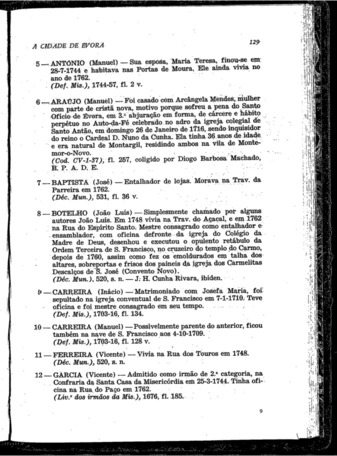 A CIDADE DE EVORA
129
5 — ANTONIO (Manuel) — Sua esposa, Maria Teresa, finou-se em
28-7-1744 e habitava nas Portas de Moura. Ele ainda vivia no
ano de 1762.
(Def. Mis.), 1744-57, fl. 2 v.
6 — ARAÚJO (Manuel) — Foi casado com Arcângela Mendes, mulher
com parte de cristã nova, motivo porque sofreu a pena do Santo
Ofício de Evora, em 3.ª abjuração em forma, de cárcere e hábito
perpétuo no Auto-da-Fé celebrado no adro da igreja colegial de
Santo Antão, em domingo 26 de Janeiro de 1716, sendo inquisidor
do reino o Cardeal D. Nuno da Cunha. Ela tinha 36 anos de idade
e era natural de Montargil, residindo ambos na vila de Monte-
mor-o-Novo.
(Cod. CV-1-37), fl. 257, coligido por Diogo Barbosa Machado,
B. P. A. D. E.
7 — BAPTISTA (José) — Entalhador de lojas. Morava na Trav. da
Parreira em 1762.
(Déc. Mun.), 531, fl. 36 v.
8 — BOTELHO (João Luís) — Simplesmente chamado por alguns
autores João Luís. Em 1748 vivia na Trav. do Açacal, e em 1762
na Rua do Espírito Santo. Mestre consagrado como entalhador e
ensamblador, com oficina defronte da igreja do Colégio da
Madre de Deus, desenhou e executou o opulento retábulo da
Ordem Terceira de S. Francisco, no cruzeiro do templo do Carmo,
depois de 1760, assim como fez os emoldurados em talha dos
altares, sobreportas e frisos dos paineis da igreja dos Carmelitas
Descalços de S. José (Convento Novo).
(Déc. Mun.), 520, s. n. — J. H. Cunha Rivara, ibiden.
9 — CARREIRA (Inácio) — Matrimoniado com Josefa Maria, foi
sepultado na igreja conventual de S. Francisco em 7-1-1719. Teve
oficina e foi mestre consagrado em seu tempo.
(Def. Mis.), 1703-16, fl. 134.
10 — CARREIRA (Manuel) — Possivelmente parente do anterior, ficou
também na nave de S. Francisco aos 4-10-1709.
(Def. Mis.), 1703-16, fl. 128 v.
11 — FERREIRA (Vicente) — Vivia na Rua dos Touros em 1748.
(Déc. Mun.), 520, s. n.
12 — GARCIA (Vicente) — Admitido como irmão de 2.ª categoria, na
Confraria da Santa Casa da Misericórdia em 25-3-1744. Tinha ofi-
cina na Rua do Paço em 1762.
(Liv.º dos irmãos da Mis.), 1676, fl. 185.
9